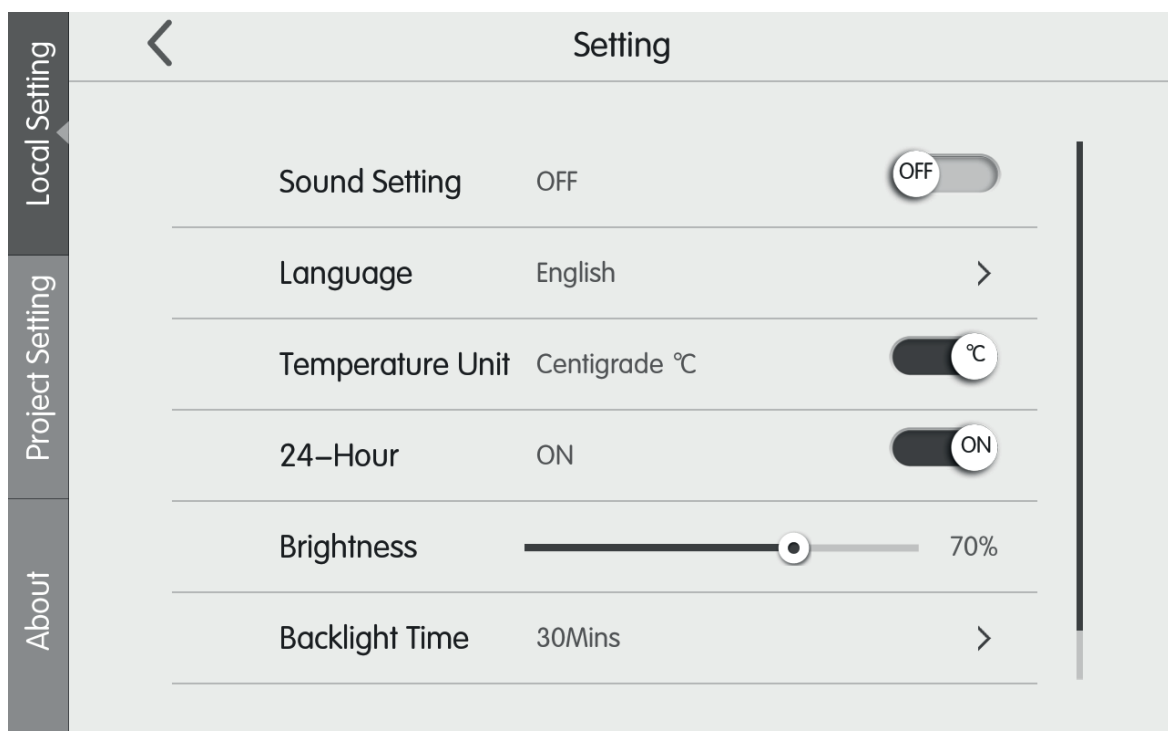 Setting
Local Setting
Project Setting
About
Sound Setting OFF OFF
Language English
Temperature Unit Centigrade ℃ ℃
24-Hour ON ON
Brightness 70%
Backlight Time 30Mins